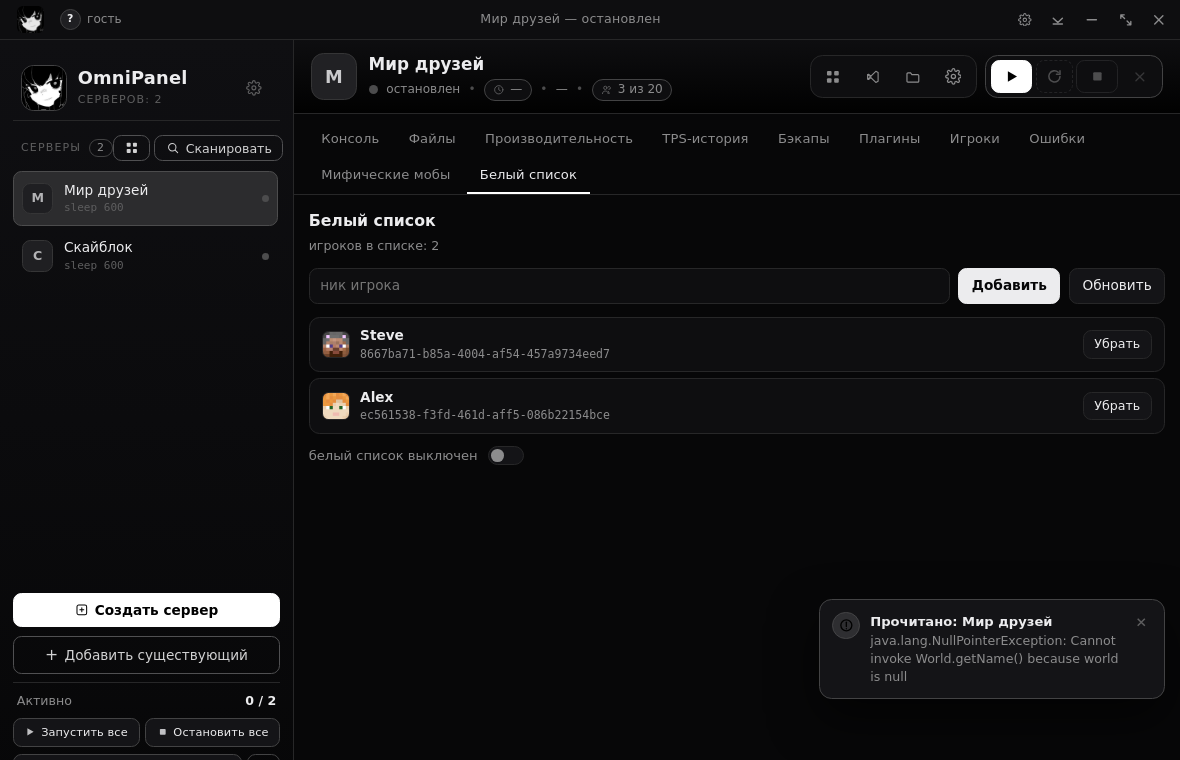 ? гость
Мир друзей — остановлен
OmniPanel
СЕРВЕРОВ: 2
СЕРВЕРЫ 2
Сканировать
М Мир друзей
sleep 600
С Скайблок
sleep 600
Создать сервер
+ Добавить существующий
Активно 0 / 2
Запустить все
Остановить все
М Мир друзей
остановлен • — • — • 3 из 20
Консоль Файлы Производительность TPS-история Бэкапы Плагины Игроки Ошибки
Мифические мобы Белый список
Белый список
игроков в списке: 2
ник игрока Добавить Обновить
Steve
8667ba71-b85a-4004-af54-457a9734eed7
Убрать
Alex
ec561538-f3fd-461d-aff5-086b22154bce
Убрать
белый список выключен
Прочитано: Мир друзей
java.lang.NullPointerException: Cannot
invoke World.getName() because world
is null